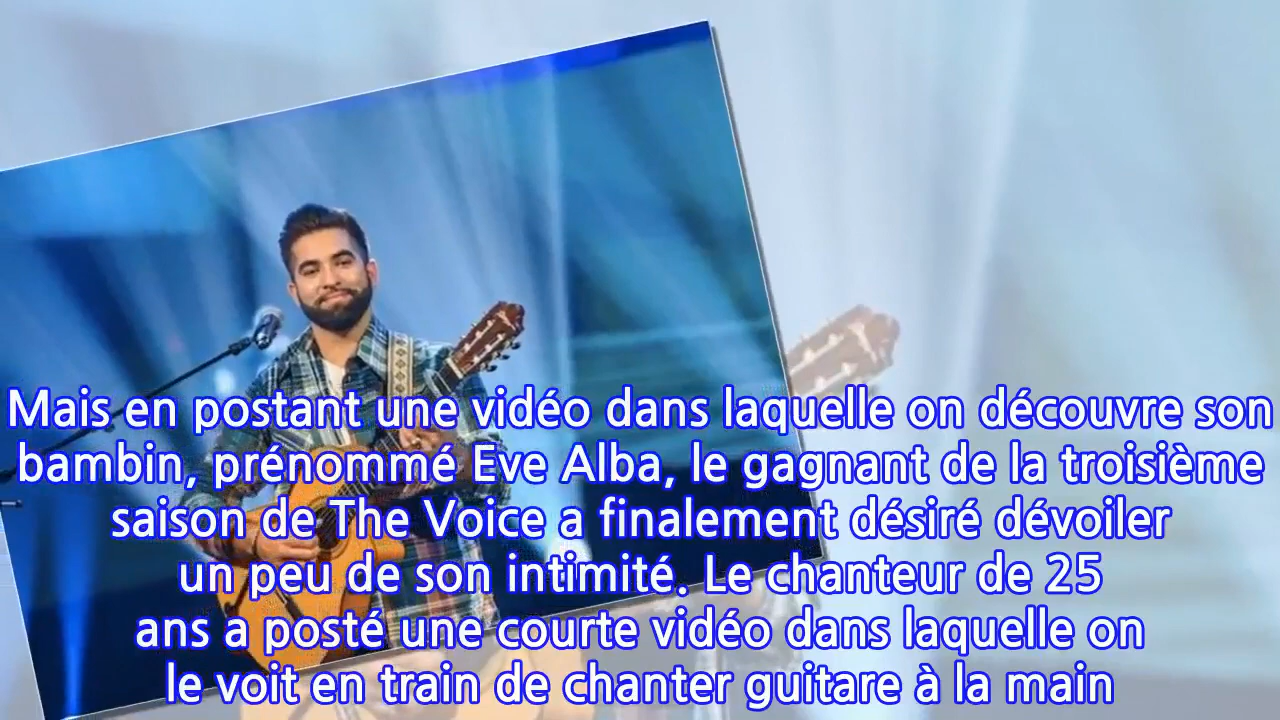 Mais en postant une vidéo dans laquelle on découvre son
bambin, prénommé Eve Alba, le gagnant de la troisième
saison de The Voice a finalement désiré dévoiler
un peu de son intimité. Le chanteur de 25
ans a posté une courte vidéo dans laquelle on
le voit en train de chanter guitare à la main